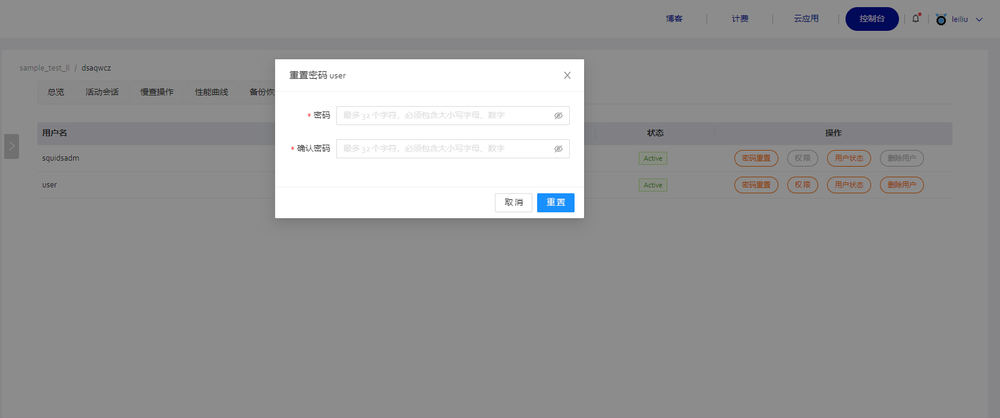 博客
计费
云应用
控制台
leiliu
sample_test_ll / dsaqwcz
总览
活动会话
慢查操作
性能曲线
备份恢
重置密码 user
* 密码
最多 32 个字符，必须包含大小写字母、数字
* 确认密码
最多 32 个字符，必须包含大小写字母、数字
取 消
重 置
用户名
状态
操作
squidsadm
Active
密码重置
权 限
用户状态
删除用户
user
Active
密码重置
权 限
用户状态
删除用户